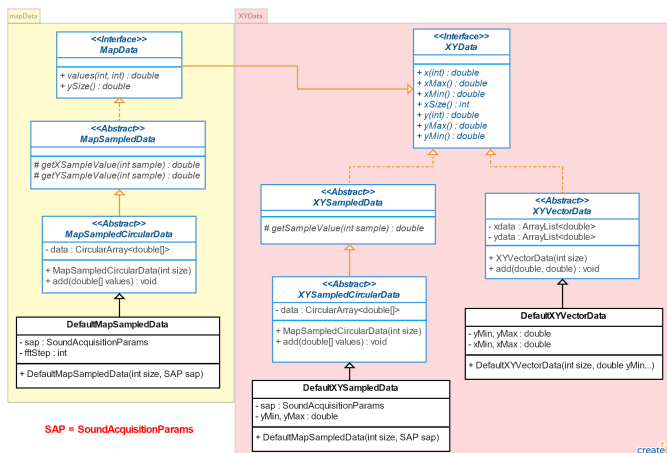 mapData
XYData
<<Interface>>
MapData
+ values(int, int) : double
+ ySize() : double
<<Interface>>
XYData
+ x(int) : double
+ xMax() : double
+ xMin() : double
+ xSize() : int
+ y(int) : double
+ yMax() : double
+ yMin() : double
<<Abstract>>
MapSampledData
# getXSampleValue(int sample) : double
# getYSampleValue(int sample) : double
<<Abstract>>
XYSampledData
# getSampleValue(int sample) : double
<<Abstract>>
XYVectorData
- xdata : ArrayList<double>
- ydata : ArrayList<double>
+ XYVectorData(int size)
+ add(double, double) : void
<<Abstract>>
MapSampledCircularData
- data : CircularArray<double[]>
+ MapSampledCircularData(int size)
+ add(double[] values) : void
<<Abstract>>
XYSampledCircularData
- data : CircularArray<double[]>
+ MapSampledCircularData(int size)
+ add(double[] values) : void
DefaultMapSampledData
- sap : SoundAcquisitionParams
- fftStep : int
+ DefaultMapSampledData(int size, SAP sap)
DefaultXYVectorData
- yMin, yMax : double
- xMin, xMax : double
+ DefaultXYVectorData(int size, double yMin...)
DefaultXYSampledData
- sap : SoundAcquisitionParams
- yMin, yMax : double
+ DefaultMapSampledData(int size, SAP sap)
SAP = SoundAcquisitionParams
create